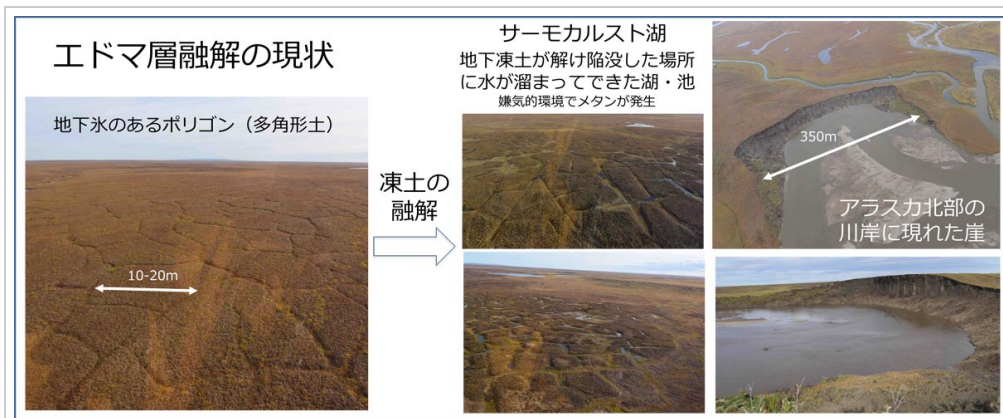 エドマ層融解の現状
地下氷のあるポリゴン（多角形土）
10-20m
凍土の
融解
サーモカルスト湖
地下凍土が解け陥没した場所
に水が溜まってできた湖・池
嫌気的環境でメタンが発生
350m
アラスカ北部の
川岸に現れた崖